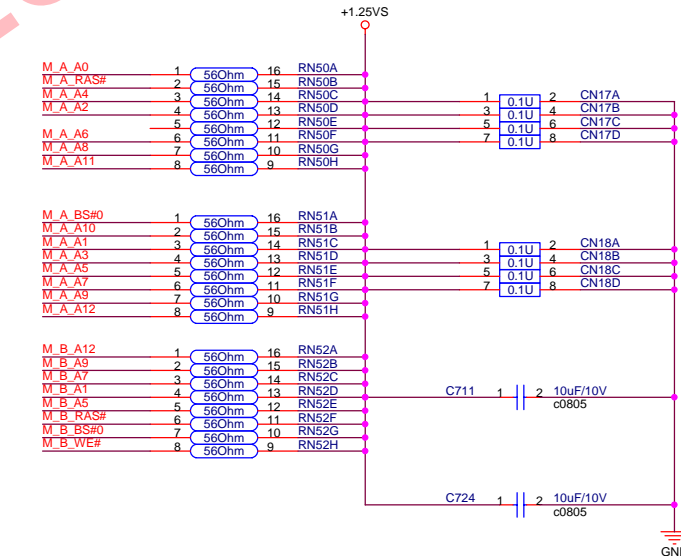 +1.25VS
M_A_A0 1 56Ohm 16 RN50A
M_A_RAS# 2 56Ohm 15 RN50B
M_A_A4 3 56Ohm 14 RN50C 1 0.1U 2 CN17A
M_A_A2 4 56Ohm 13 RN50D 3 0.1U 4 CN17B
5 56Ohm 12 RN50E 5 0.1U 6 CN17C
M_A_A6 6 56Ohm 11 RN50F 7 0.1U 8 CN17D
M_A_A8 7 56Ohm 10 RN50G
M_A_A11 8 56Ohm 9 RN50H
M_A_BS#0 1 56Ohm 16 RN51A
M_A_A10 2 56Ohm 15 RN51B
M_A_A1 3 56Ohm 14 RN51C 1 0.1U 2 CN18A
M_A_A3 4 56Ohm 13 RN51D 3 0.1U 4 CN18B
M_A_A5 5 56Ohm 12 RN51E 5 0.1U 6 CN18C
M_A_A7 6 56Ohm 11 RN51F 7 0.1U 8 CN18D
M_A_A9 7 56Ohm 10 RN51G
M_A_A12 8 56Ohm 9 RN51H
M_B_A12 1 56Ohm 16 RN52A
M_B_A9 2 56Ohm 15 RN52B
M_B_A7 3 56Ohm 14 RN52C
M_B_A1 4 56Ohm 13 RN52D C711 1 2 10uF/10V
c0805
M_B_A5 5 56Ohm 12 RN52E
M_B_RAS# 6 56Ohm 11 RN52F
M_B_BS#0 7 56Ohm 10 RN52G
M_B_WE# 8 56Ohm 9 RN52H
C724 1 2 10uF/10V
c0805